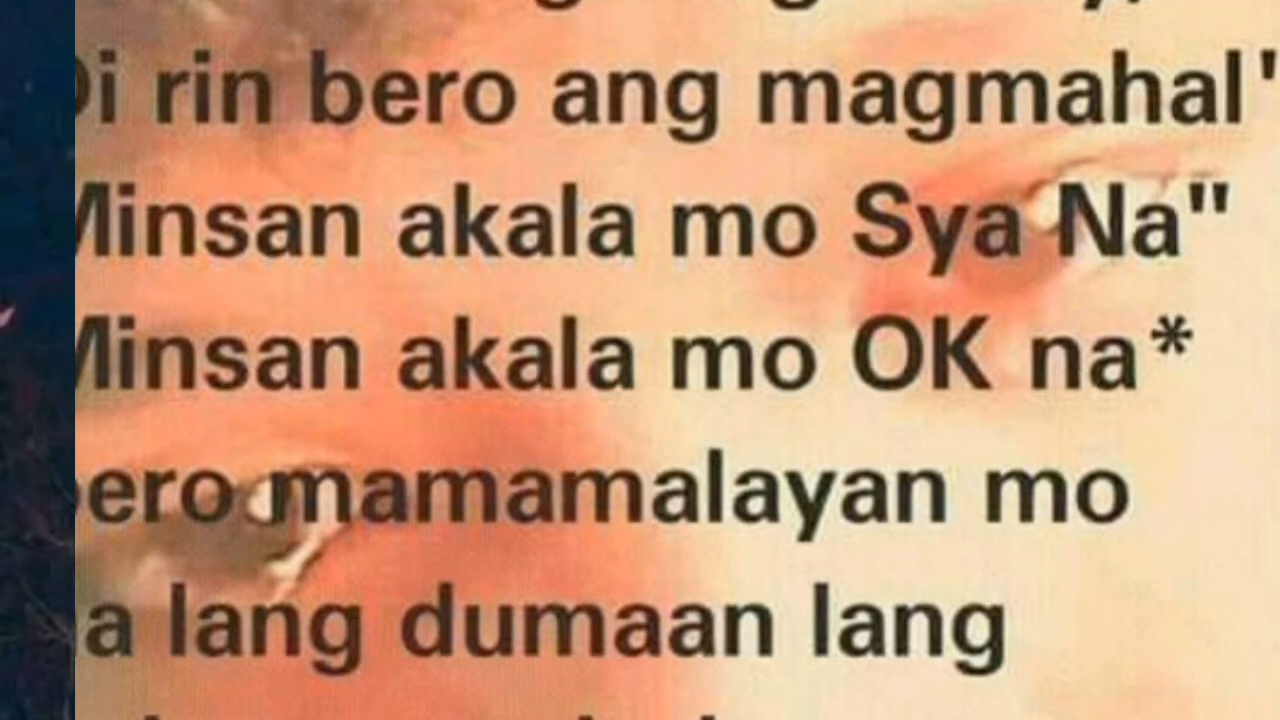 Di rin bero ang magmahal"
Minsan akala mo Sya Na"
Minsan akala mo OK na*
mamamalayan mo
lang dumaan lang